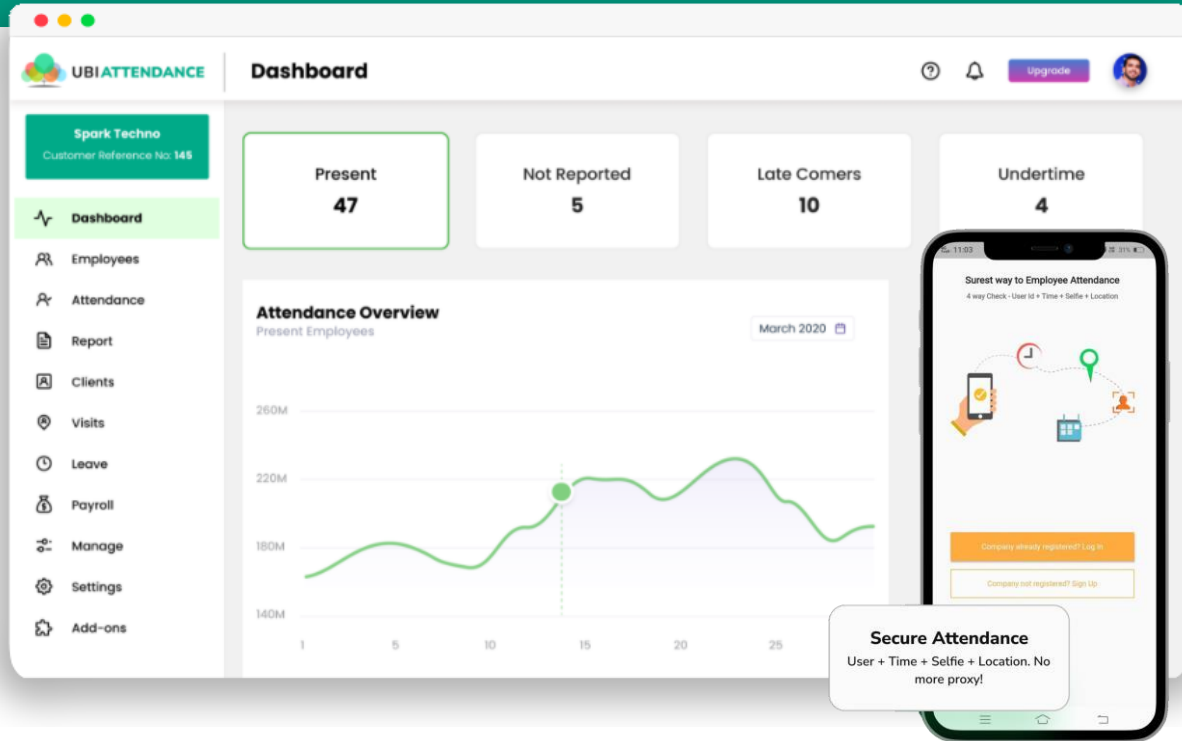 UBIATTENDANCE
Dashboard
Upgrade
Spark Techno
Customer Reference No: 145
Dashboard
Employees
Attendance
Report
Clients
Visits
Leave
Payroll
Manage
Settings
Add-ons
Present
47
Not Reported
5
Late Comers
10
Undertime
4
Attendance Overview
Present Employees
March 2020
260M
220M
180M
140M
1 5 10 15 20 25
11:03 31%
Surest way to Employee Attendance
4 way Check - User Id + Time + Selfie + Location
Company already registered? Log In
Company not registered? Sign Up
Secure Attendance
User + Time + Selfie + Location. No
more proxy!